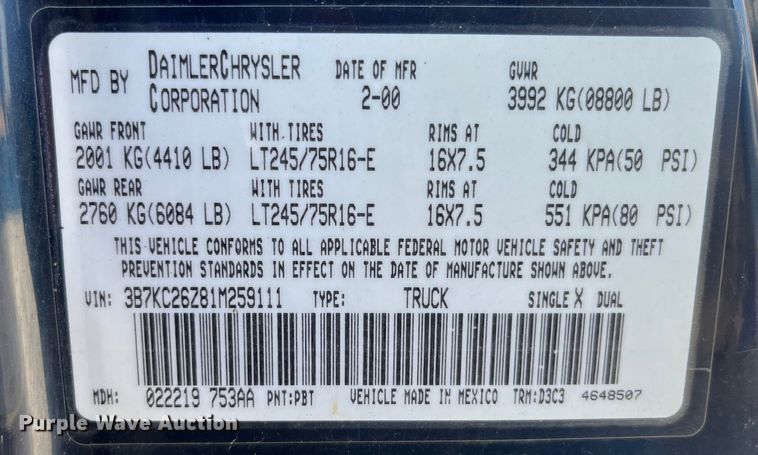 MFD BY DAIMLERCHRYSLER CORPORATION DATE OF MFR 2-00 GVWR 3992 KG(08800 LB)
GAWR FRONT WITH TIRES RIMS AT COLD
2001 KG(4410 LB) LT245/75R16-E 16X7.5 344 KPA(50 PSI)
GAWR REAR WITH TIRES RIMS AT COLD
2760 KG(6084 LB) LT245/75R16-E 16X7.5 551 KPA(80 PSI)
THIS VEHICLE CONFORMS TO ALL APPLICABLE FEDERAL MOTOR VEHICLE SAFETY AND THEFT
PREVENTION STANDARDS IN EFFECT ON THE DATE OF MANUFACTURE SHOWN ABOVE.
VIN: 3B7KC26Z81M259111 TYPE: TRUCK SINGLE X DUAL
MDH: 022219 753AA PNT:PBT VEHICLE MADE IN MEXICO TRM:D3C3 4648507
Purple Wave Auction